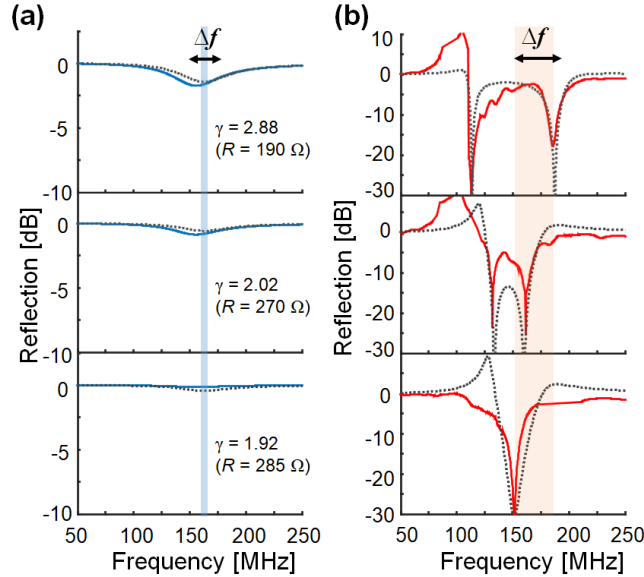 (a)
Δf
0
-5
-10
γ = 2.88
(R = 190 Ω)
0
-5
-10
γ = 2.02
(R = 270 Ω)
0
-5
-10
γ = 1.92
(R = 285 Ω)
50 100 150 200 250
Frequency [MHz]
Reflection [dB]
(b)
Δf
10
0
-10
-20
-30
0
-10
-20
-30
0
-10
-20
-30
50 100 150 200 250
Frequency [MHz]
Reflection [dB]